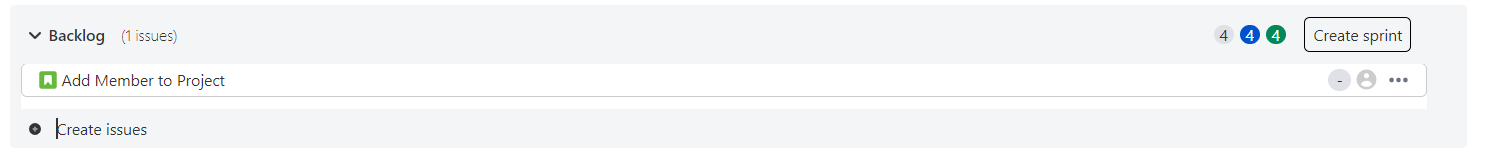 Backlog (1 issues) 4 4 4 Create sprint
Add Member to Project - •••
Create issues